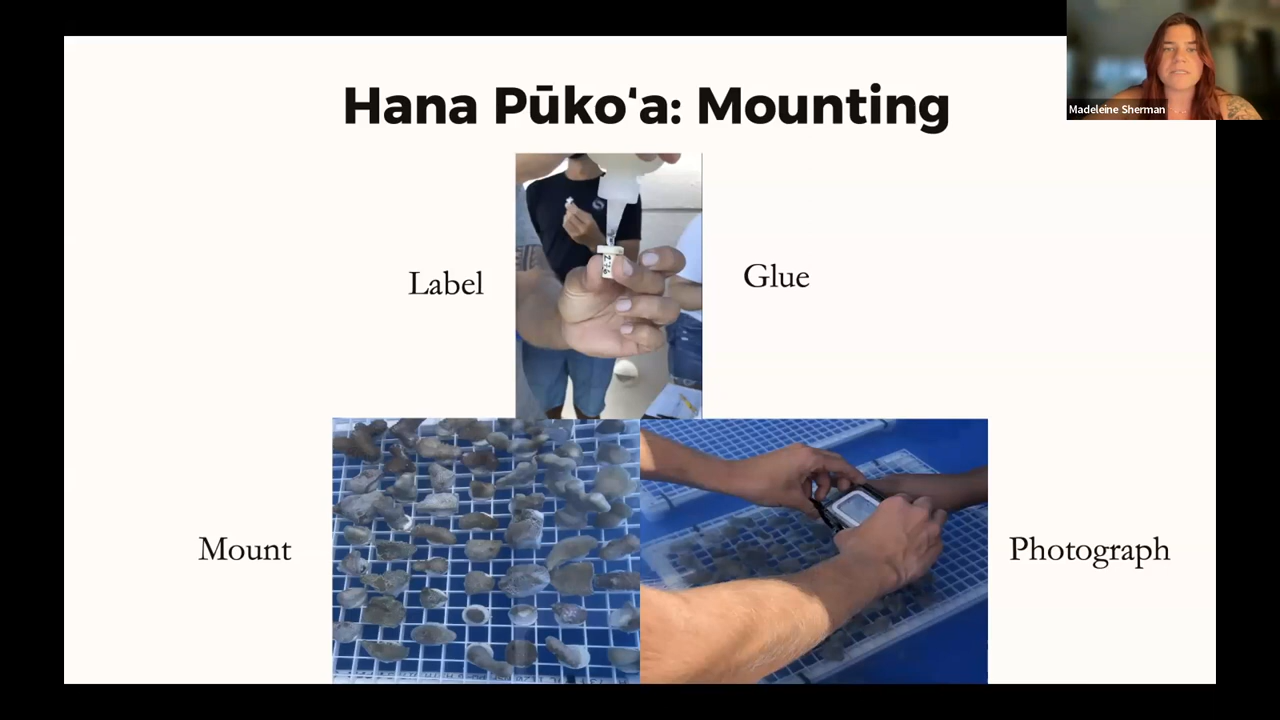 Madeleine Sherman
Hana Pūkoʻa: Mounting
Label
Glue
Mount
Photograph